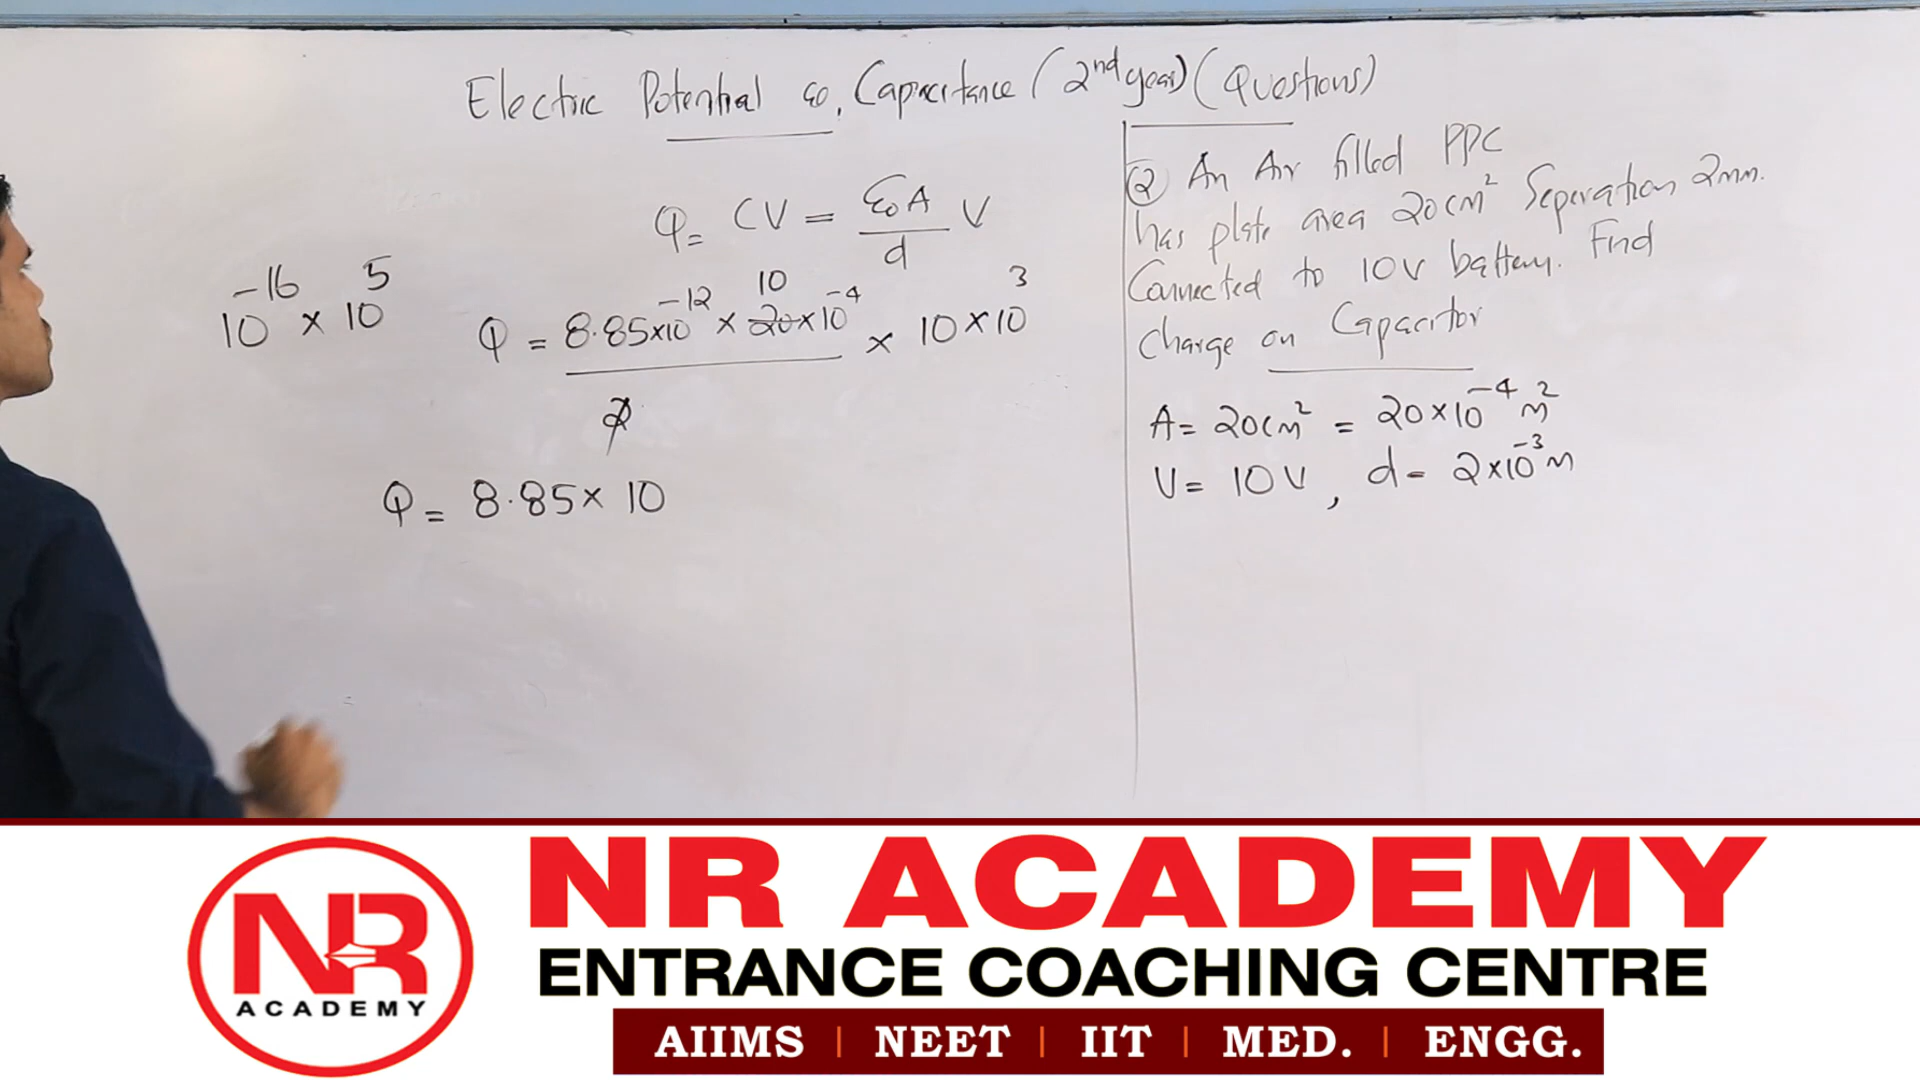 Electric Potential &, Capacitance (2nd year) (Questions)
Q = CV = ε₀A/d V
10⁻¹⁶ × 10⁵
Q = 8.85×10⁻¹² × 20×10⁻⁴ × 10×10³
10
2
Q = 8.85 × 10
Q An Air filled PPC
has plate area 20cm² Seperation 2mm.
Connected to 10V battery. Find
Charge on Capacitor
A = 20cm² = 20×10⁻⁴ m²
V = 10V, d = 2×10⁻³m
NR
ACADEMY
NR ACADEMY
ENTRANCE COACHING CENTRE
AIIMS | NEET | IIT | MED. | ENGG.